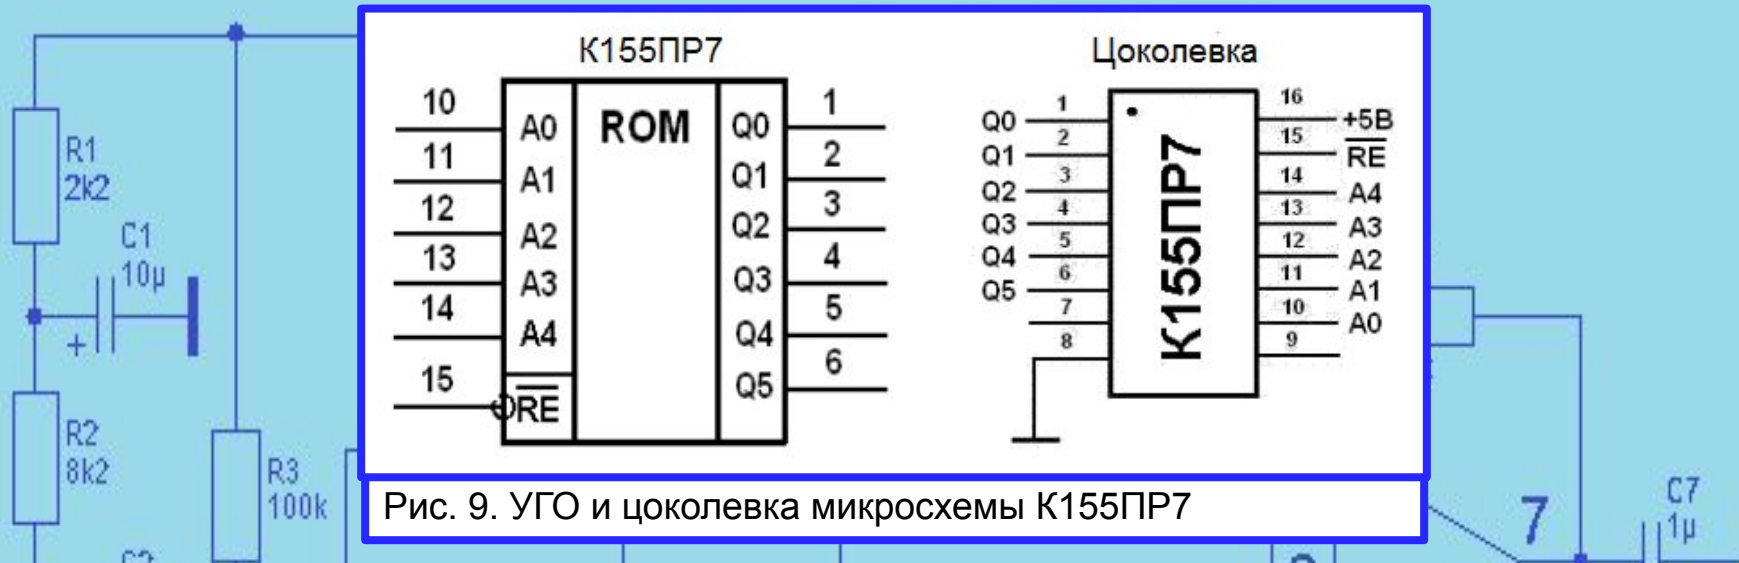 К155ПР7
10
11
12
13
14
15
A0
A1
A2
A3
A4
RE
ROM
Q0
Q1
Q2
Q3
Q4
Q5
1
2
3
4
5
6
Цоколевка
Q0
Q1
Q2
Q3
Q4
Q5
1
2
3
4
5
6
7
8
К155ПР7
16
15
14
13
12
11
10
9
+5В
RE
A4
A3
A2
A1
A0
Рис. 9. УГО и цоколевка микросхемы К155ПР7
R1
2k2
C1
10µ
+
R2
8k2
R3
100k
7
C7
1µ